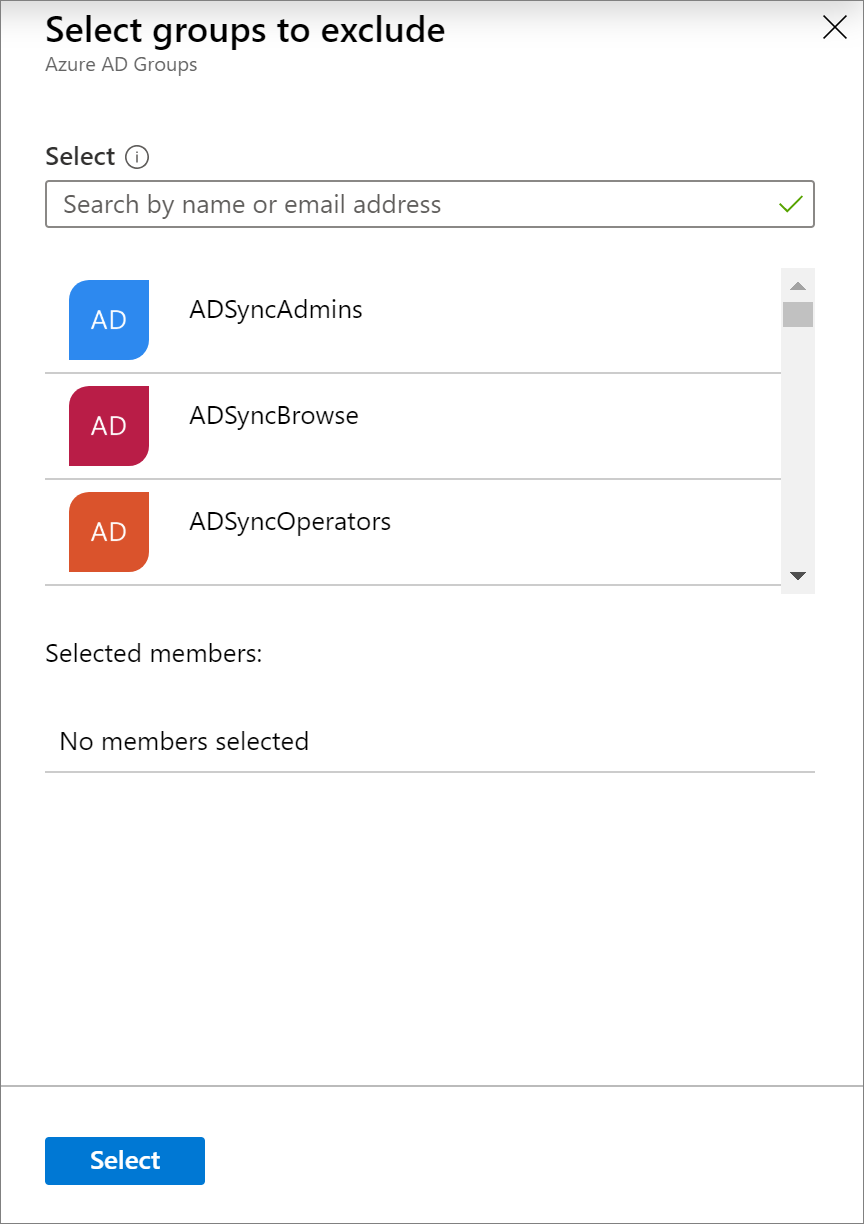 Select groups to exclude
Azure AD Groups
Select
Search by name or email address
AD ADSyncAdmins
AD ADSyncBrowse
AD ADSyncOperators
Selected members:
No members selected
Select